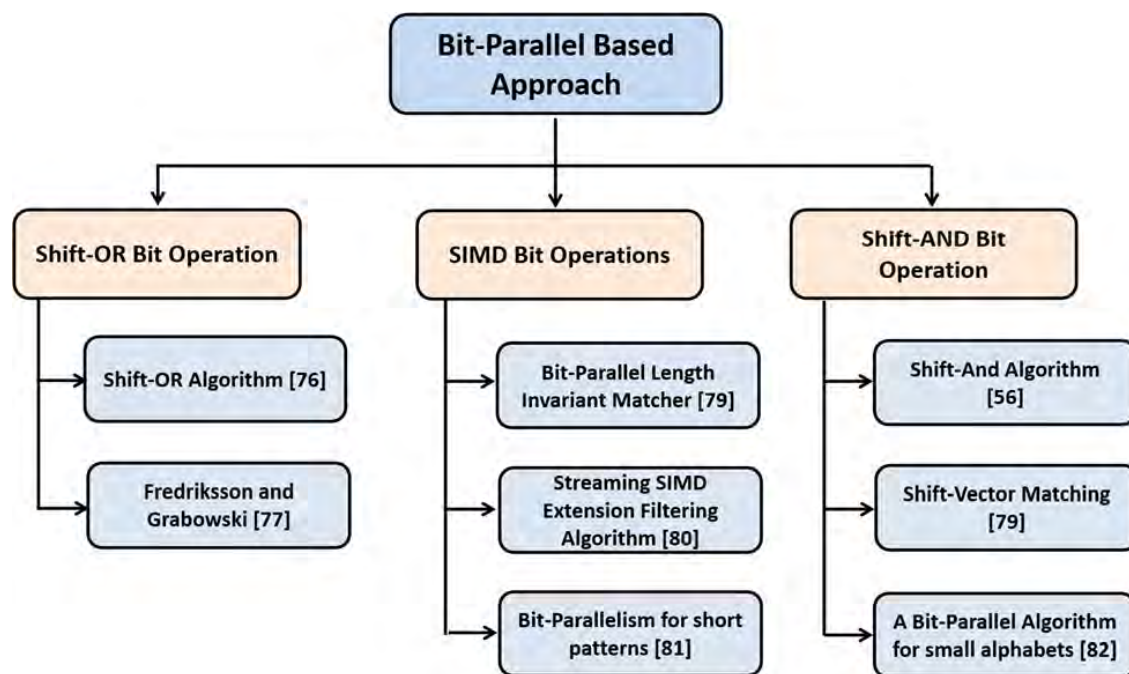 Bit-Parallel Based
Approach
Shift-OR Bit Operation
Shift-OR Algorithm [76]
Fredriksson and
Grabowski [77]
SIMD Bit Operations
Bit-Parallel Length
Invariant Matcher [79]
Streaming SIMD
Extension Filtering
Algorithm [80]
Bit-Parallelism for short
patterns [81]
Shift-AND Bit
Operation
Shift-And Algorithm
[56]
Shift-Vector Matching
[79]
A Bit-Parallel Algorithm
for small alphabets [82]